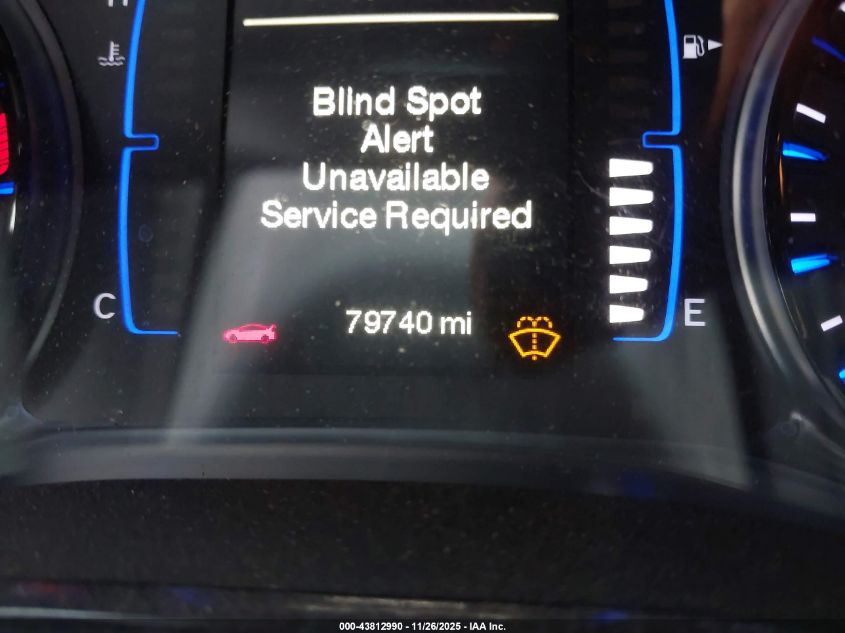 Blind Spot
Alert
Unavailable
Service Required
C
E
79740 mi
000-43812990 - 11/26/2025 - IAA Inc.